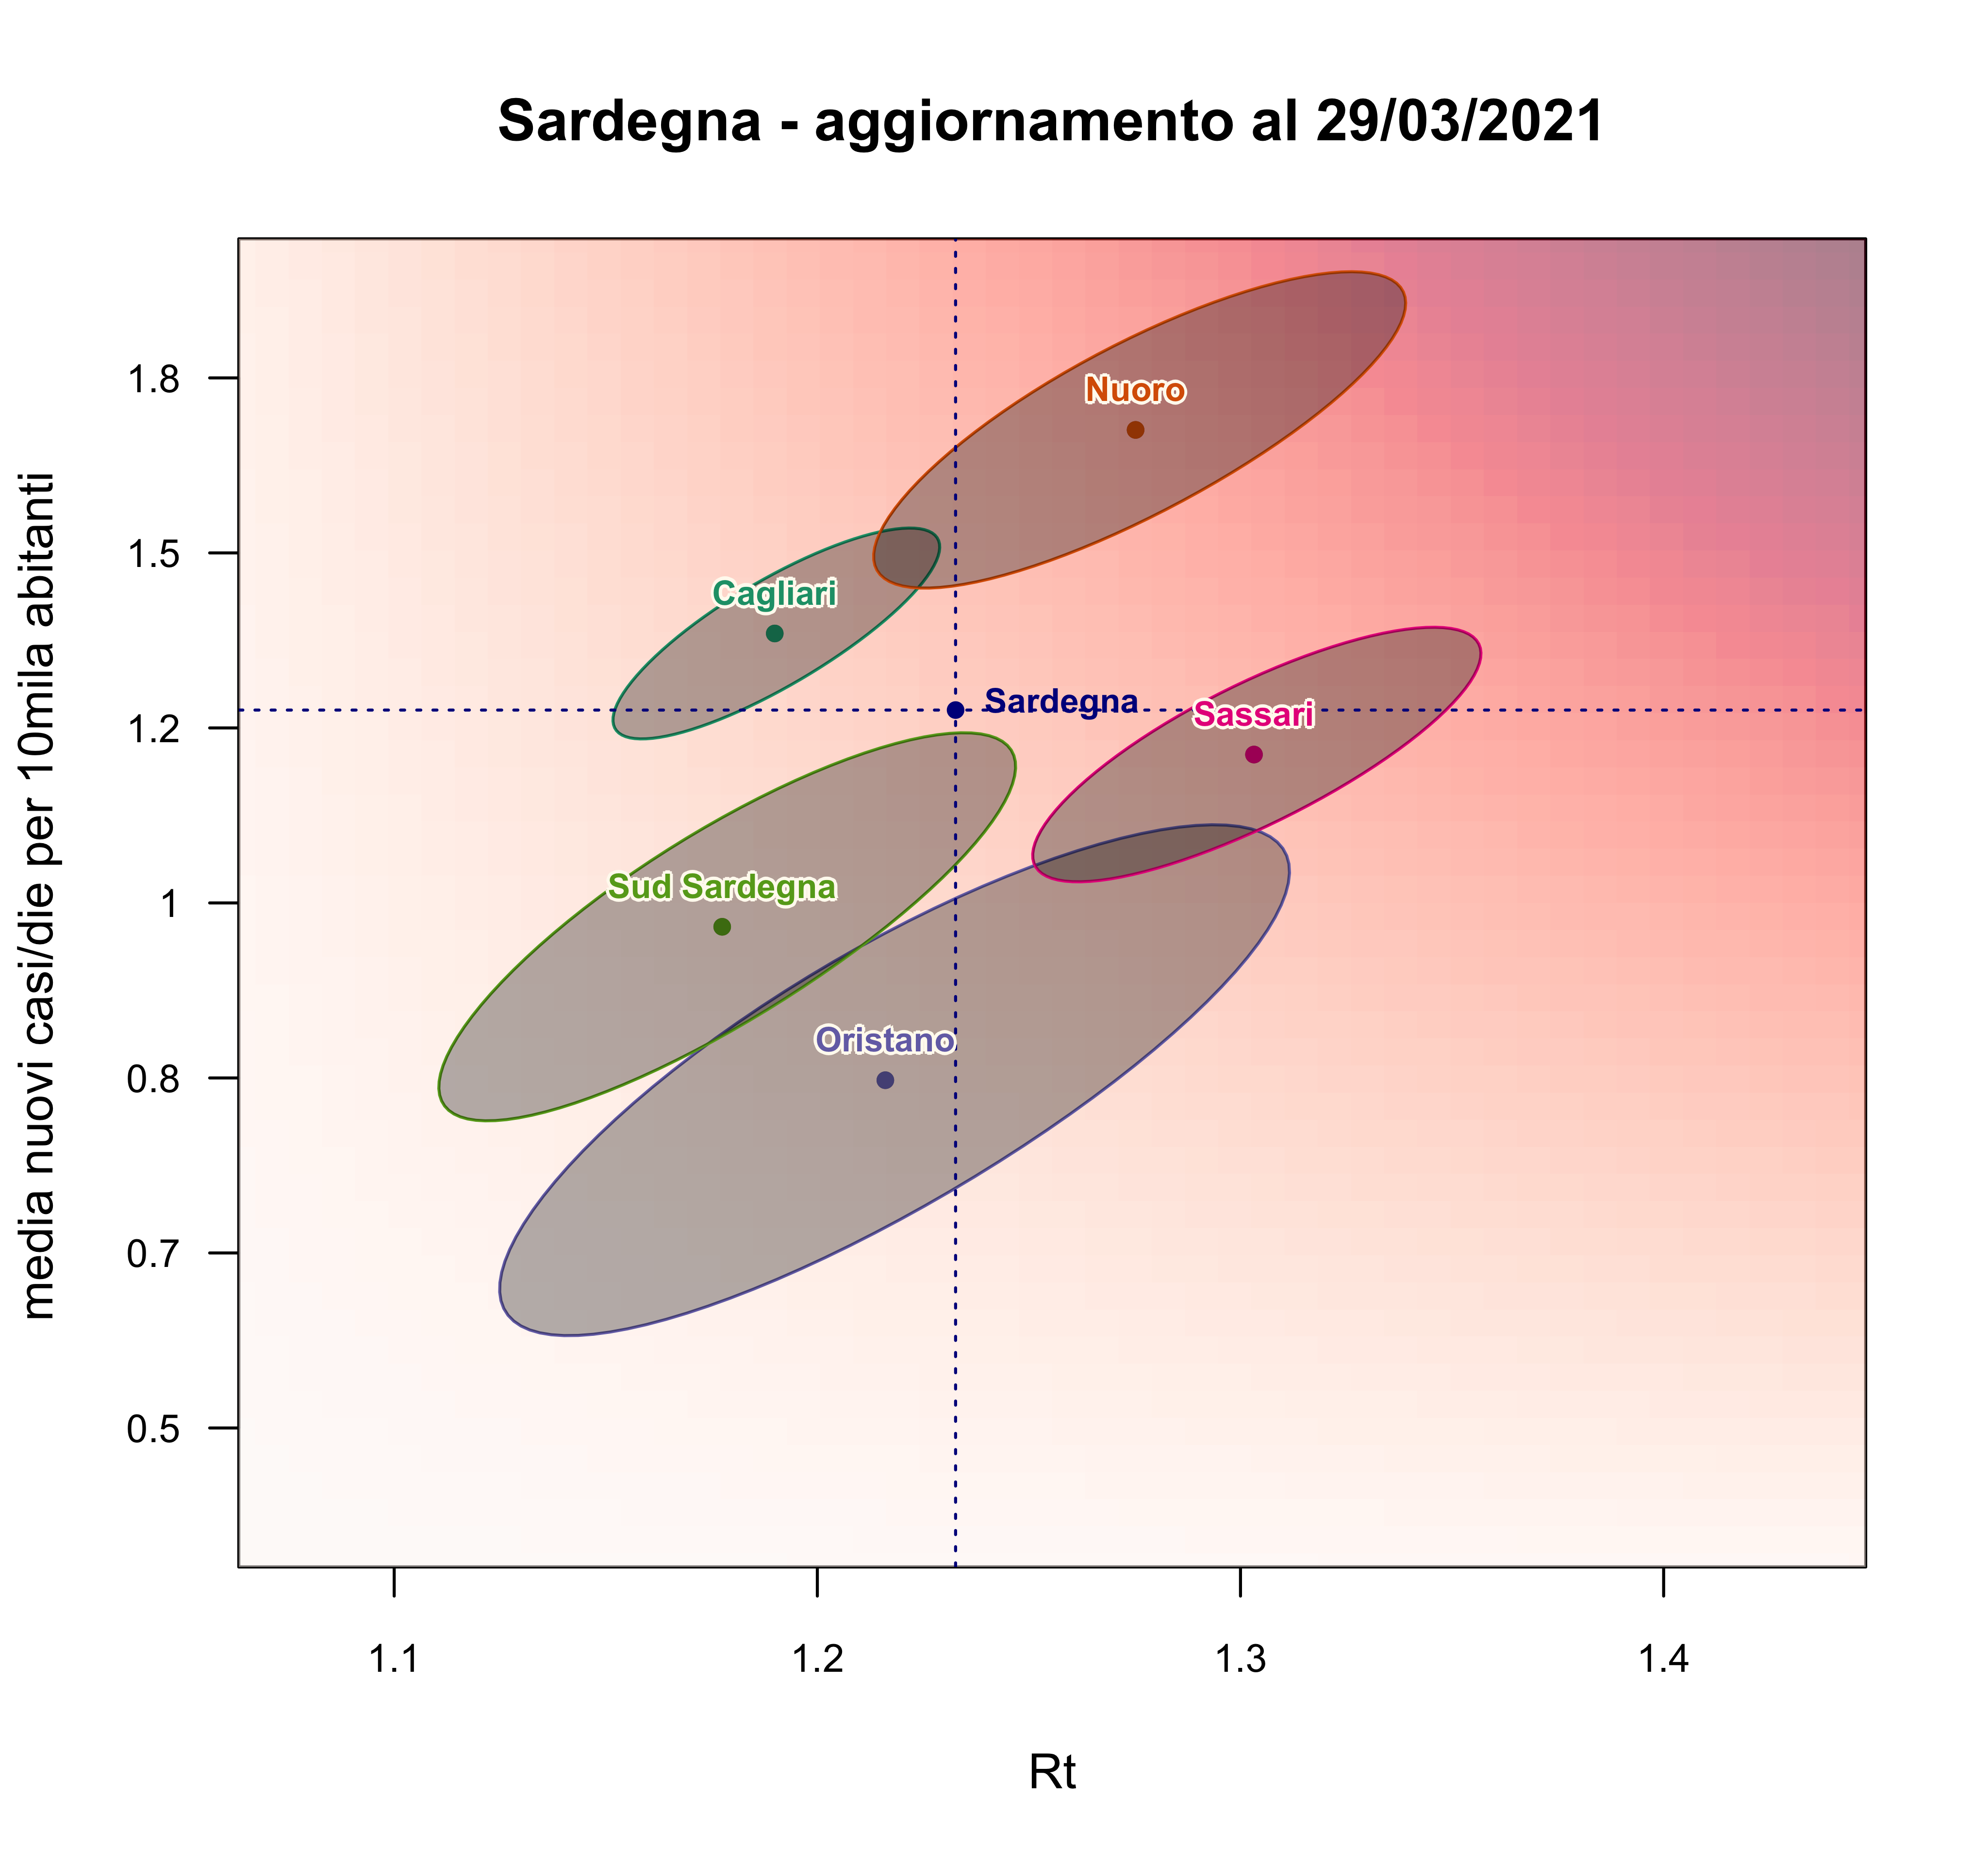 Sardegna - aggiornamento al 29/03/2021
media nuovi casi/die per 10mila abitanti
1.8
1.5
1.2
1
0.8
0.7
0.5
Nuoro
Cagliari
Sardegna
Sassari
Sud Sardegna
Oristano
1.1 1.2 1.3 1.4
Rt